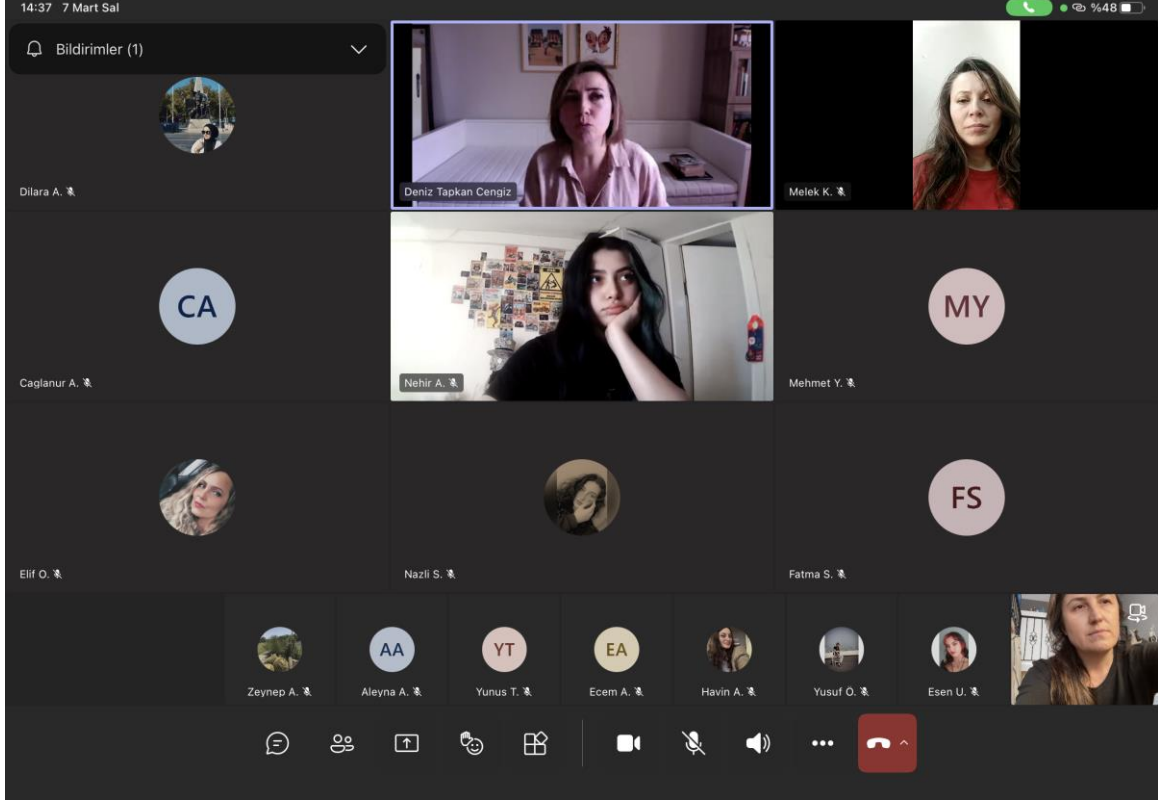 14:37 7 Mart Sal
%48
Bildirimler (1)
Dilara A.
Deniz Tapkan Cengiz
Melek K.
CA
Caglanur A.
Nehir A.
MY
Mehmet Y.
Elif O.
Nazli S.
FS
Fatma S.
Zeynep A.
AA
Aleyna A.
YT
Yunus T.
EA
Ecem A.
Havin A.
Yusuf Ö.
Esen U.